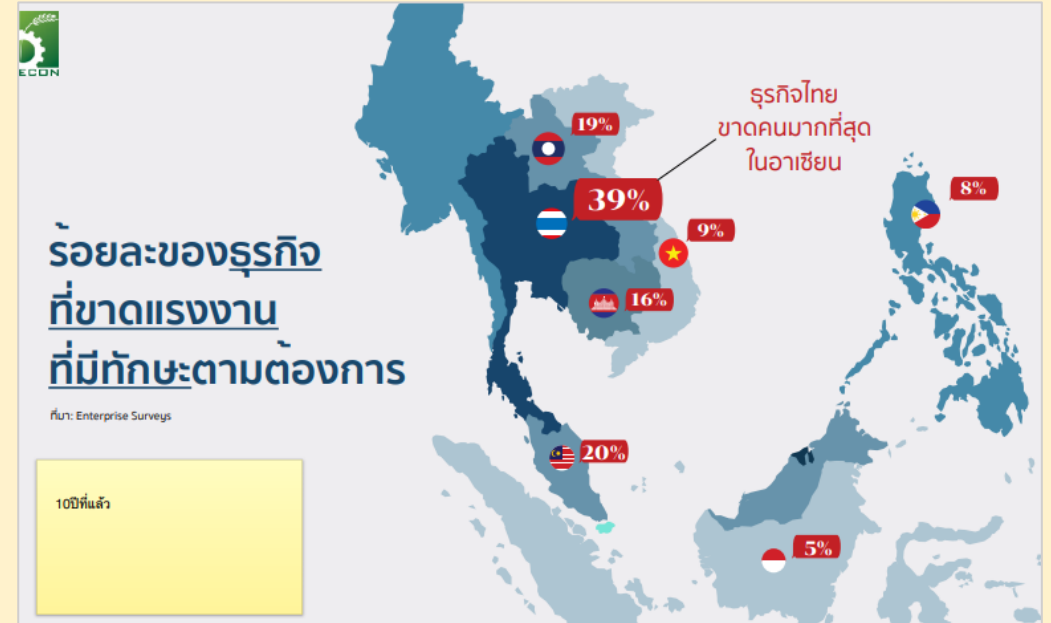 ECON
ธุรกิจไทย
ขาดคนมากที่สุด
ในอาเซียน
19%
39%
8%
9%
16%
20%
5%
ร้อยละของธุรกิจ
ที่ขาดแรงงาน
ที่มีทักษะตามต้องการ
ที่มา: Enterprise Surveys
10ปีที่แล้ว